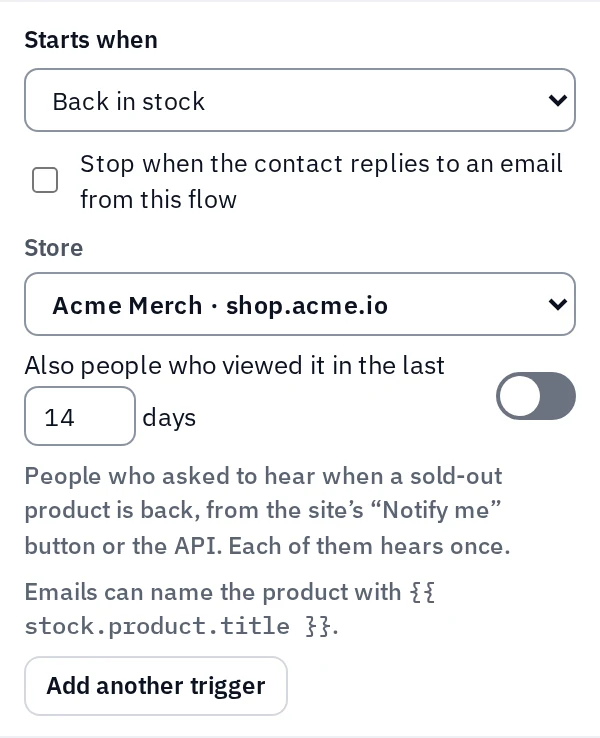 Starts when
Back in stock
Stop when the contact replies to an email
from this flow
Store
Acme Merch · shop.acme.io
Also people who viewed it in the last
14 days
People who asked to hear when a sold-out
product is back, from the site’s “Notify me”
button or the API. Each of them hears once.
Emails can name the product with {{
stock.product.title }}.
Add another trigger